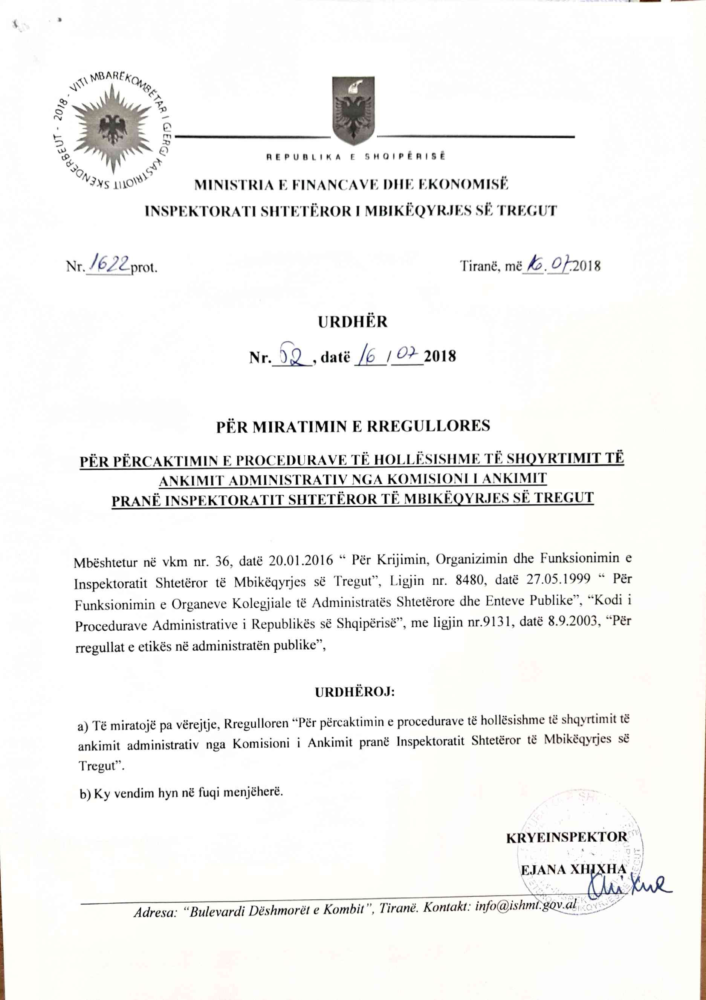 2018 - VITI MBARËKOMBËTAR I GJERGJ KASTRIOTIT SKËNDERBEUT -
REPUBLIKA E SHQIPËRISË
MINISTRIA E FINANCAVE DHE EKONOMISË
INSPEKTORATI SHTETËROR I MBIKËQYRJES SË TREGUT
Nr. 1622 prot. Tiranë, më 16.07.2018
URDHËR
Nr. 52, datë 16/07 2018
PËR MIRATIMIN E RREGULLORES
PËR PËRCAKTIMIN E PROCEDURAVE TË HOLLËSISHME TË SHQYRTIMIT TË
ANKIMIT ADMINISTRATIV NGA KOMISIONI I ANKIMIT
PRANË INSPEKTORATIT SHTETËROR TË MBIKËQYRJES SË TREGUT
Mbështetur në vkm nr. 36, datë 20.01.2016 “ Për Krijimin, Organizimin dhe Funksionimin e
Inspektoratit Shtetëror të Mbikëqyrjes së Tregut”, Ligjin nr. 8480, datë 27.05.1999 “ Për
Funksionimin e Organeve Kolegjiale të Administratës Shtetërore dhe Enteve Publike”, “Kodi i
Procedurave Administrative i Republikës së Shqipërisë”, me ligjin nr.9131, datë 8.9.2003, “Për
rregullat e etikës në administratën publike”,
URDHËROJ:
a) Të miratojë pa vërejtje, Rregulloren “Për përcaktimin e procedurave të hollësishme të shqyrtimit të
ankimit administrativ nga Komisioni i Ankimit pranë Inspektoratit Shtetëror të Mbikëqyrjes së
Tregut”.
b) Ky vendim hyn në fuqi menjëherë.
KRYEINSPEKTOR
EJANA XHIXHA
Adresa: “Bulevardi Dëshmorët e Kombit”, Tiranë. Kontakt: info@ishmt.gov.al